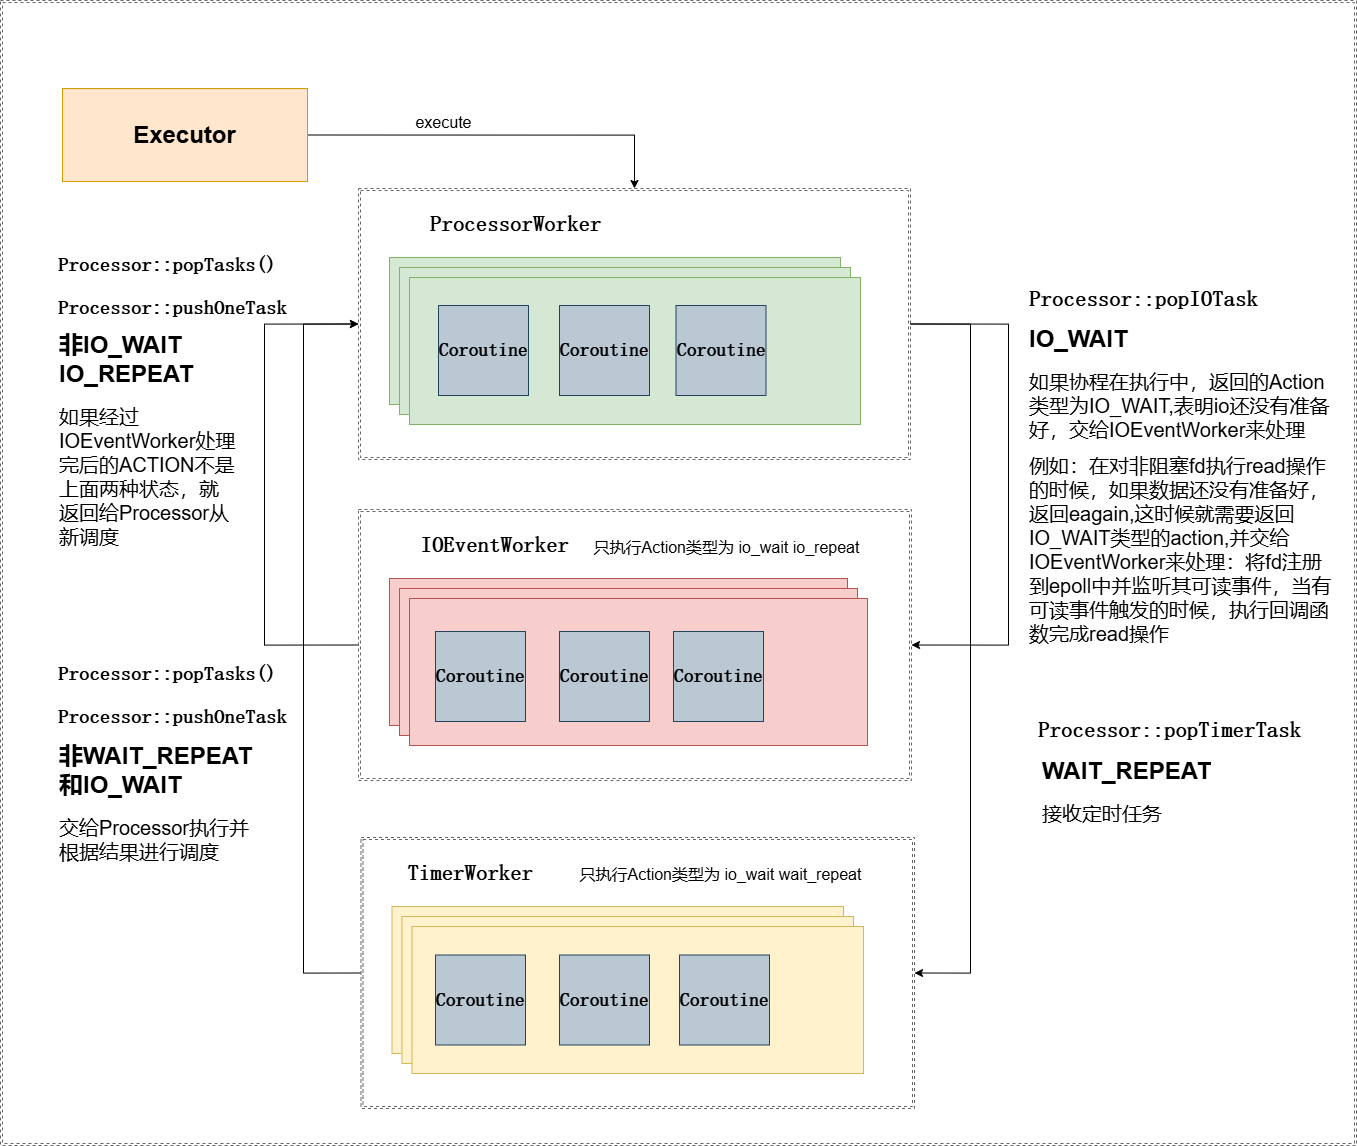 Executor
execute
ProcessorWorker
Coroutine
Coroutine
Coroutine
Processor::popTasks()
Processor::pushOneTask
非IO_WAIT
IO_REPEAT
如果经过
IOEventWorker处理
完后的ACTION不是
上面两种状态，就
返回给Processor从
新调度
Processor::popIOTask
IO_WAIT
如果协程在执行中，返回的Action
类型为IO_WAIT,表明io还没有准备
好，交给IOEventWorker来处理
例如：在对非阻塞fd执行read操作
的时候，如果数据还没有准备好，
返回eagain,这时候就需要返回
IO_WAIT类型的action,并交给
IOEventWorker来处理：将fd注册
到epoll中并监听其可读事件，当有
可读事件触发的时候，执行回调函
数完成read操作
IOEventWorker
只执行Action类型为 io_wait io_repeat
Coroutine
Coroutine
Coroutine
Processor::popTasks()
Processor::pushOneTask
非WAIT_REPEAT
和IO_WAIT
交给Processor执行并
根据结果进行调度
Processor::popTimerTask
WAIT_REPEAT
接收定时任务
TimerWorker
只执行Action类型为 io_wait wait_repeat
Coroutine
Coroutine
Coroutine